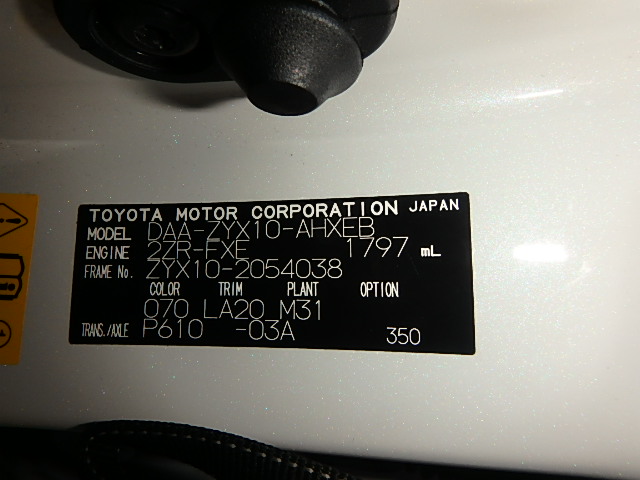 TOYOTA MOTOR CORPORATION JAPAN
MODEL DAA-ZYX10-AHXEB
ENGINE 2ZR-FXE 1797 mL
FRAME No. ZYX10-2054038
COLOR TRIM PLANT OPTION
070 LA20 M31
TRANS./AXLE P610 -03A 350